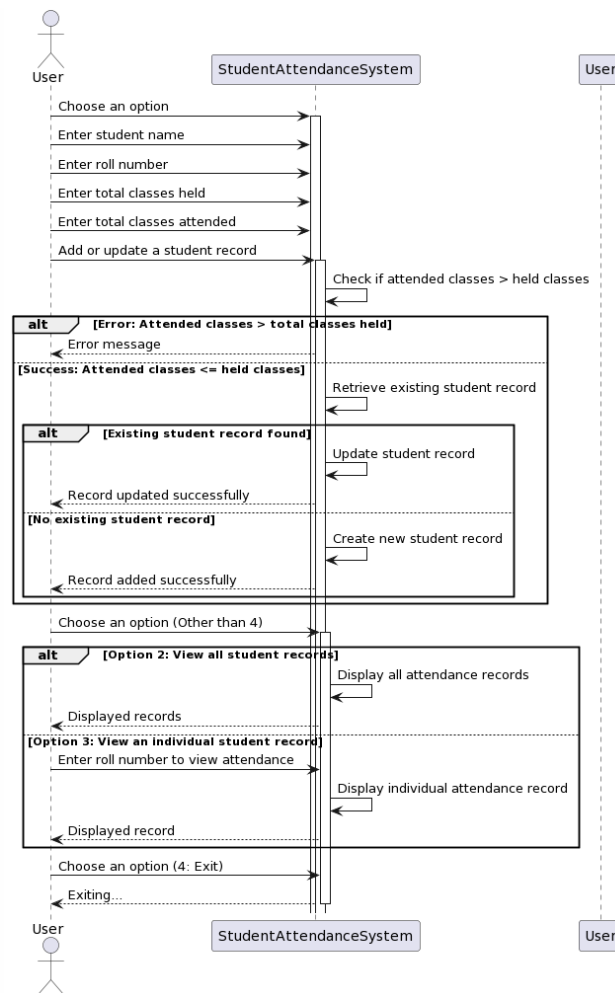 User
StudentAttendanceSystem
User
Choose an option
Enter student name
Enter roll number
Enter total classes held
Enter total classes attended
Add or update a student record
Check if attended classes > held classes
alt [Error: Attended classes > total classes held]
Error message
[Success: Attended classes <= held classes]
Retrieve existing student record
alt [Existing student record found]
Update student record
Record updated successfully
[No existing student record]
Create new student record
Record added successfully
Choose an option (Other than 4)
alt [Option 2: View all student records]
Display all attendance records
Displayed records
[Option 3: View an individual student record]
Enter roll number to view attendance
Display individual attendance record
Displayed record
Choose an option (4: Exit)
Exiting...
User
StudentAttendanceSystem
User